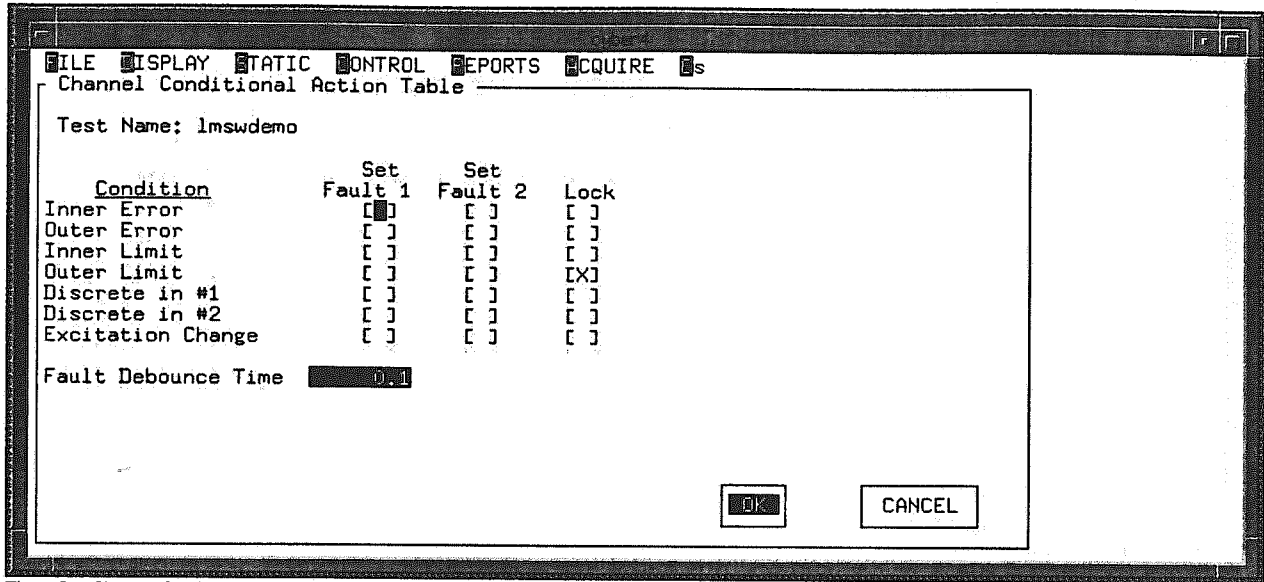 FILE DISPLAY STATIC CONTROL REPORTS ACQUIRE Os
Channel Conditional Action Table
Test Name: lmswdemo
Set Set
Condition Fault 1 Fault 2 Lock
Inner Error [ ] [ ] [ ]
Outer Error [ ] [ ] [ ]
Inner Limit [ ] [ ] [ ]
Outer Limit [ ] [ ] [X]
Discrete in #1 [ ] [ ] [ ]
Discrete in #2 [ ] [ ] [ ]
Excitation Change [ ] [ ] [ ]
Fault Debounce Time 0.1
OK CANCEL